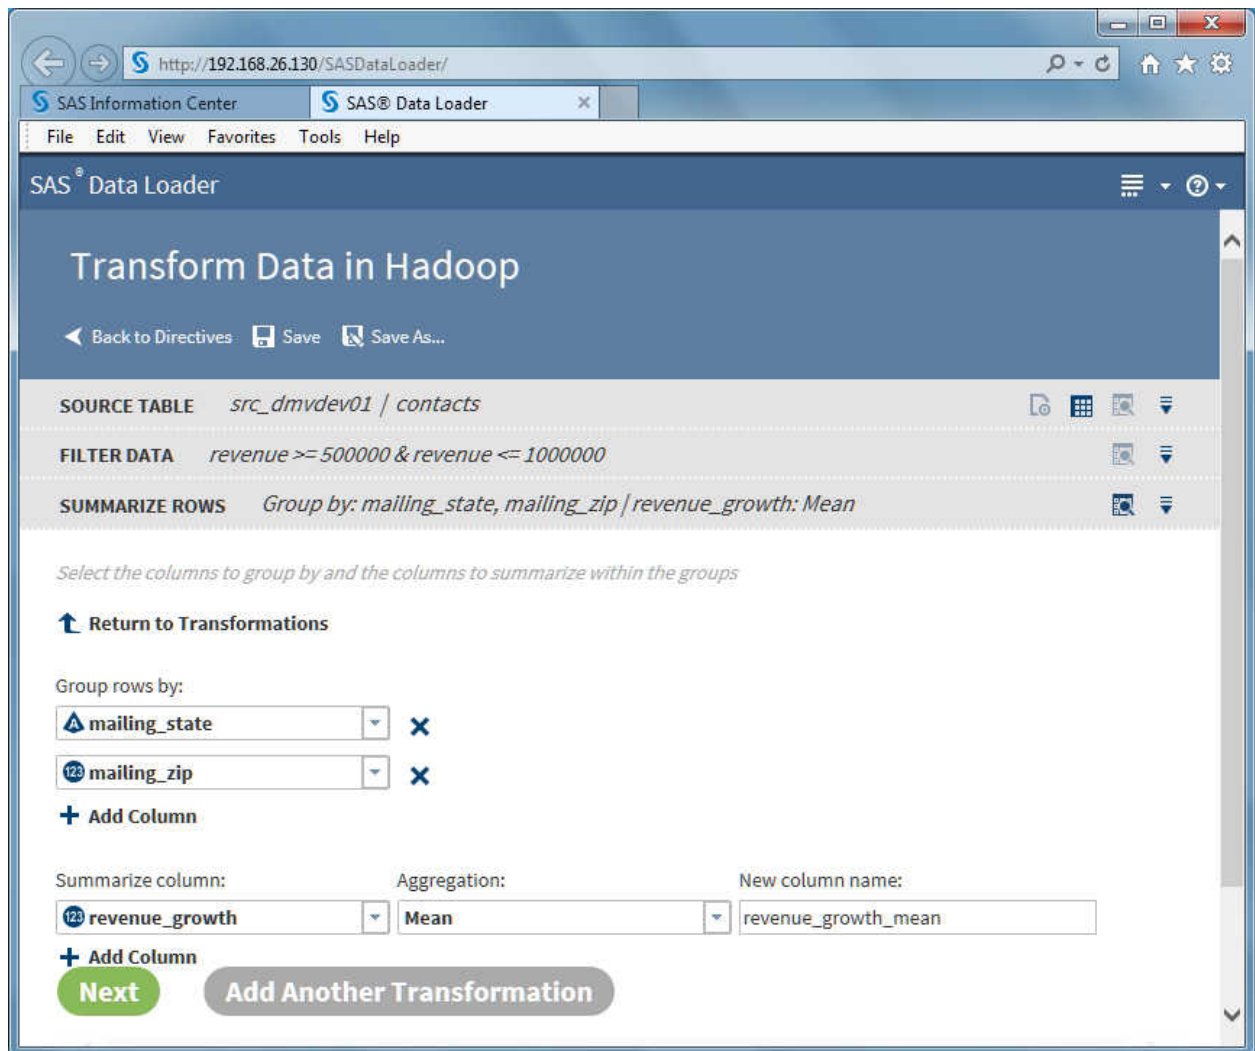 http://192.168.26.130/SASDataLoader/
SAS Information Center
SAS® Data Loader
File Edit View Favorites Tools Help
SAS® Data Loader
Transform Data in Hadoop
Back to Directives Save Save As...
SOURCE TABLE src_dmvdev01 | contacts
FILTER DATA revenue >= 500000 & revenue <= 1000000
SUMMARIZE ROWS Group by: mailing_state, mailing_zip | revenue_growth: Mean
Select the columns to group by and the columns to summarize within the groups
Return to Transformations
Group rows by:
A mailing_state
123 mailing_zip
+ Add Column
Summarize column: Aggregation: New column name:
123 revenue_growth Mean revenue_growth_mean
+ Add Column
Next Add Another Transformation